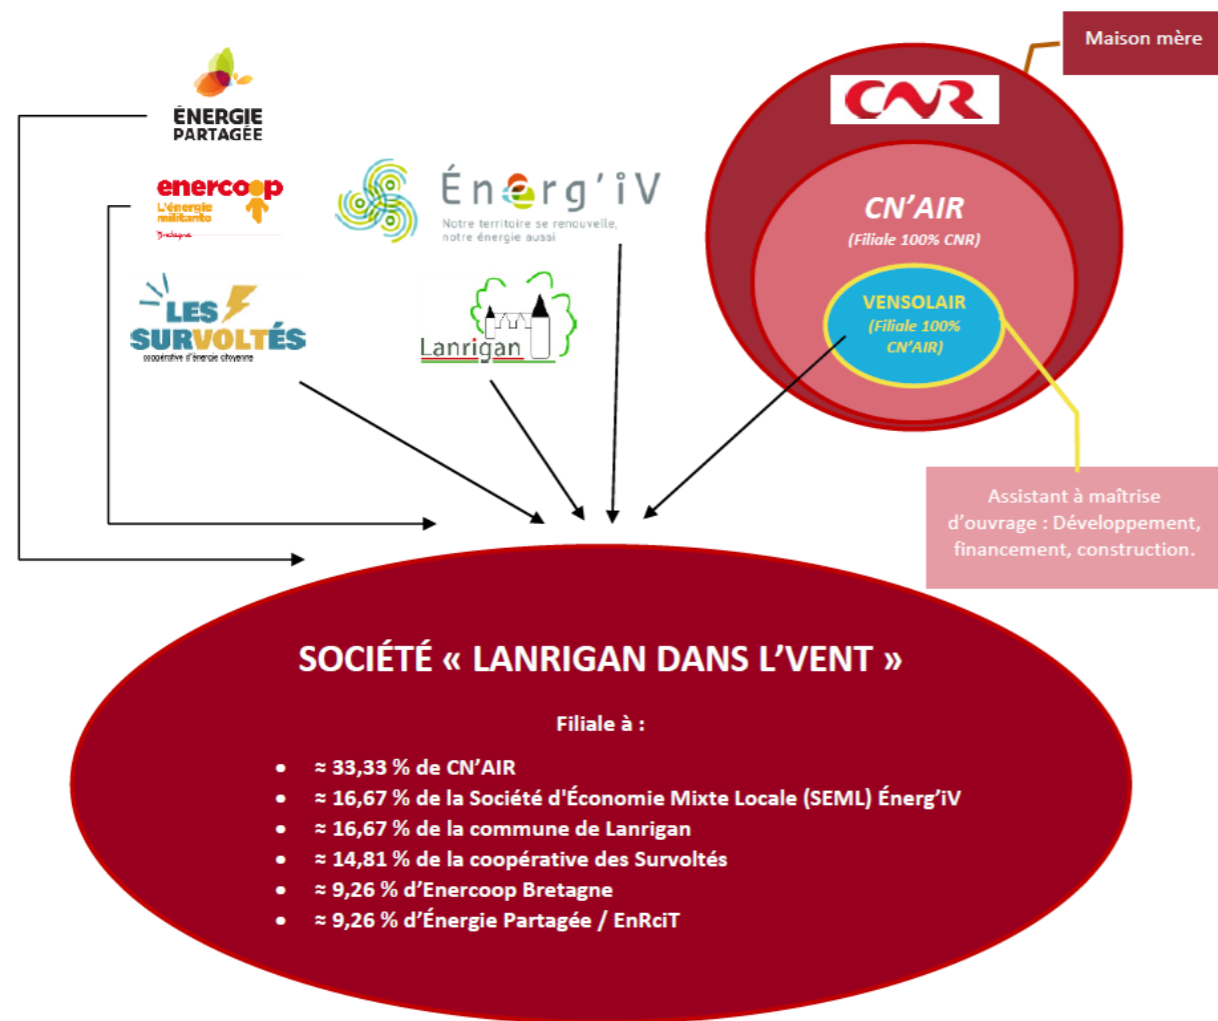 Maison mère
ÉNERGIE
PARTAGÉE
CNR
enercoop
L'énergie
militante
Bretagne
Énerg'iV
Notre territoire se renouvelle,
notre énergie aussi
CN'AIR
(Filiale 100% CNR)
LES
SURVOLTÉS
coopérative d'énergie citoyenne
Lanrigan
VENSOLAIR
(Filiale 100%
CN'AIR)
Assistant à maîtrise
d'ouvrage : Développement,
financement, construction.
SOCIÉTÉ « LANRIGAN DANS L'VENT »
Filiale à :
• ≈ 33,33 % de CN'AIR
• ≈ 16,67 % de la Société d'Économie Mixte Locale (SEML) Énerg'iV
• ≈ 16,67 % de la commune de Lanrigan
• ≈ 14,81 % de la coopérative des Survoltés
• ≈ 9,26 % d'Enercoop Bretagne
• ≈ 9,26 % d'Énergie Partagée / EnRciT